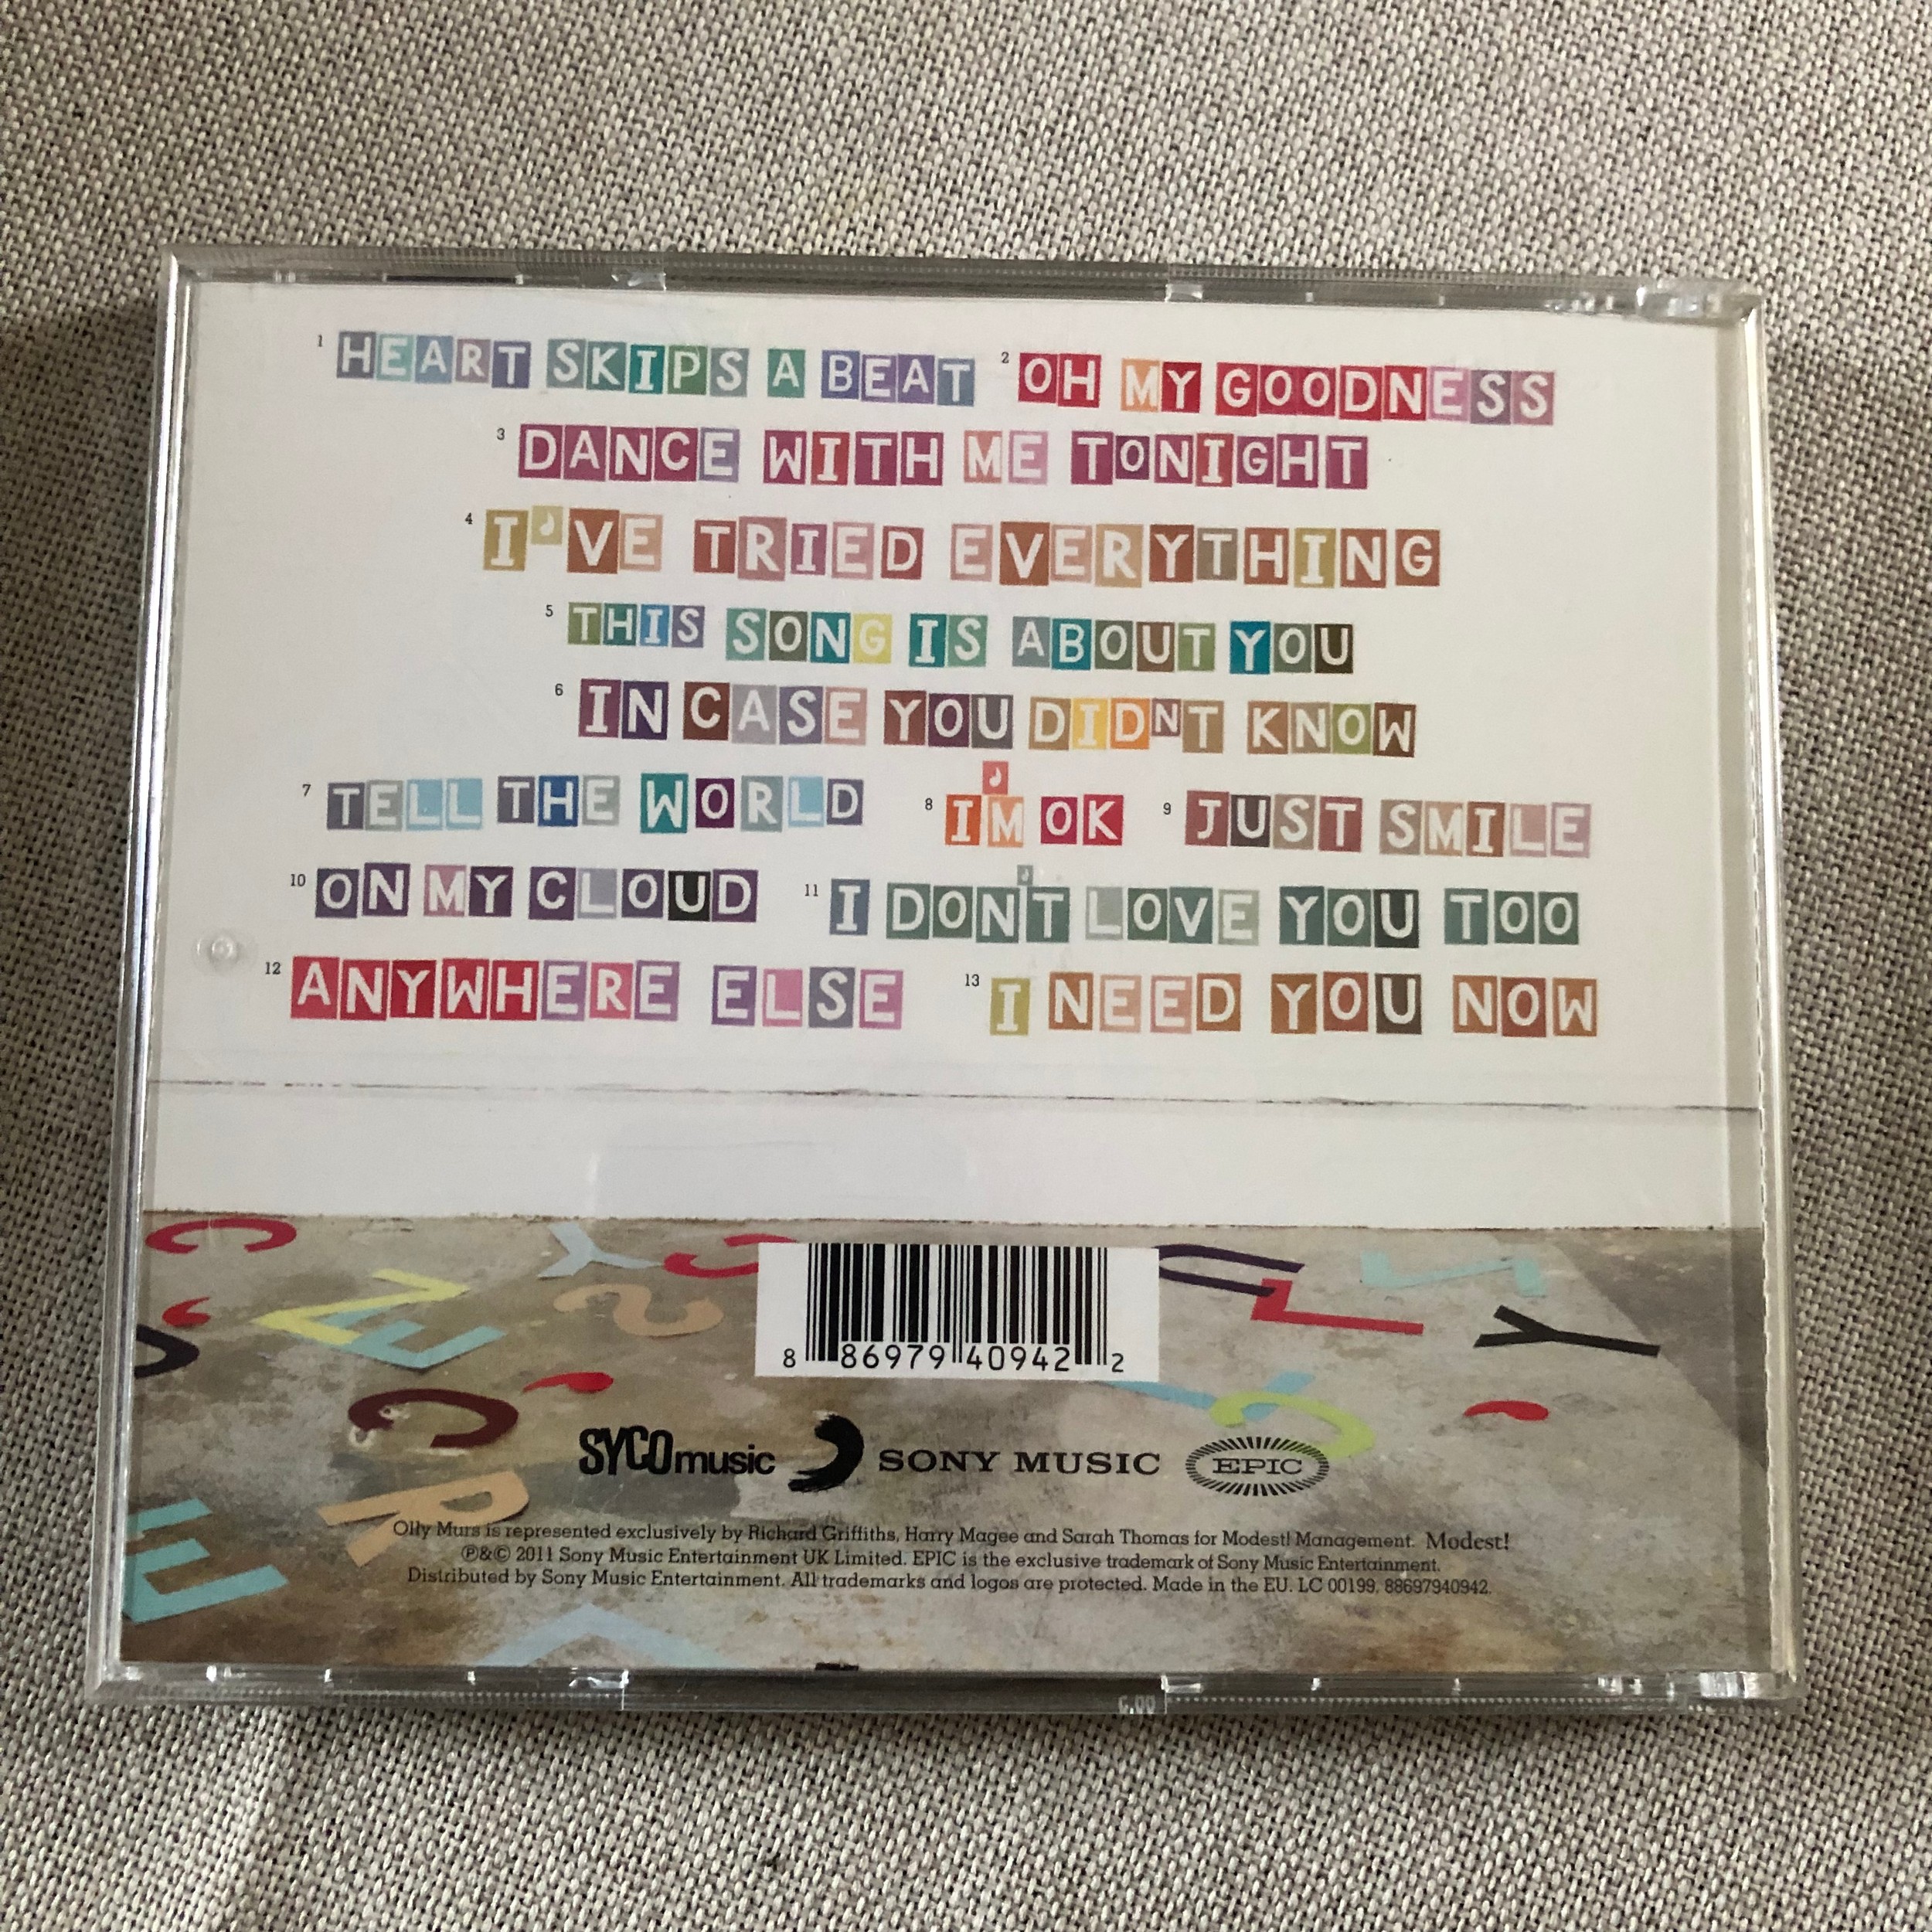 1 HEART SKIPS A BEAT 2 OH MY GOODNESS
3 DANCE WITH ME TONIGHT
4 I'VE TRIED EVERYTHING
5 THIS SONG IS ABOUT YOU
6 IN CASE YOU DIDNT KNOW
7 TELL THE WORLD 8 I'M OK 9 JUST SMILE
10 ON MY CLOUD 11 I DON'T LOVE YOU TOO
12 ANYWHERE ELSE 13 I NEED YOU NOW
8 86979 40942 2
SYCOmusic SONY MUSIC EPIC
Olly Murs is represented exclusively by Richard Griffiths, Harry Magee and Sarah Thomas for Modest! Management. Modest!
℗&© 2011 Sony Music Entertainment UK Limited. EPIC is the exclusive trademark of Sony Music Entertainment.
Distributed by Sony Music Entertainment. All trademarks and logos are protected. Made in the EU. LC 00199. 88697940942.